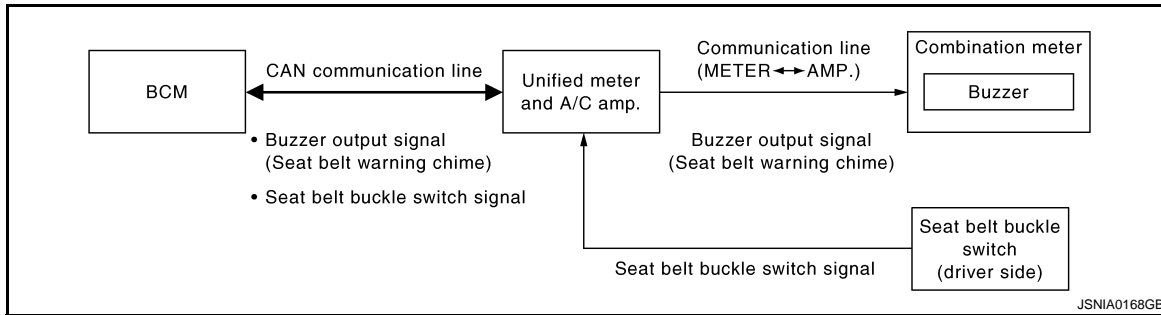 BCM
CAN communication line
• Buzzer output signal
(Seat belt warning chime)
• Seat belt buckle switch signal
Unified meter
and A/C amp.
Communication line
(METER↔AMP.)
Buzzer output signal
(Seat belt warning chime)
Combination meter
Buzzer
Seat belt buckle switch signal
Seat belt buckle
switch
(driver side)
JSNIA0168GB